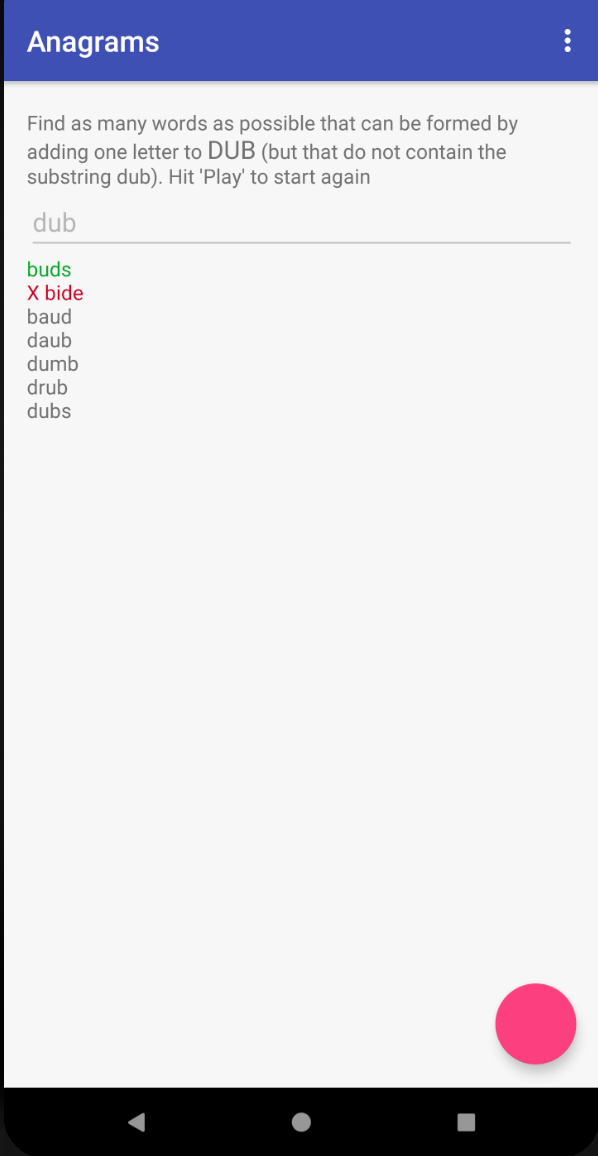 Anagrams
Find as many words as possible that can be formed by
adding one letter to DUB (but that do not contain the
substring dub). Hit 'Play' to start again
dub
buds
X bide
baud
daub
dumb
drub
dubs